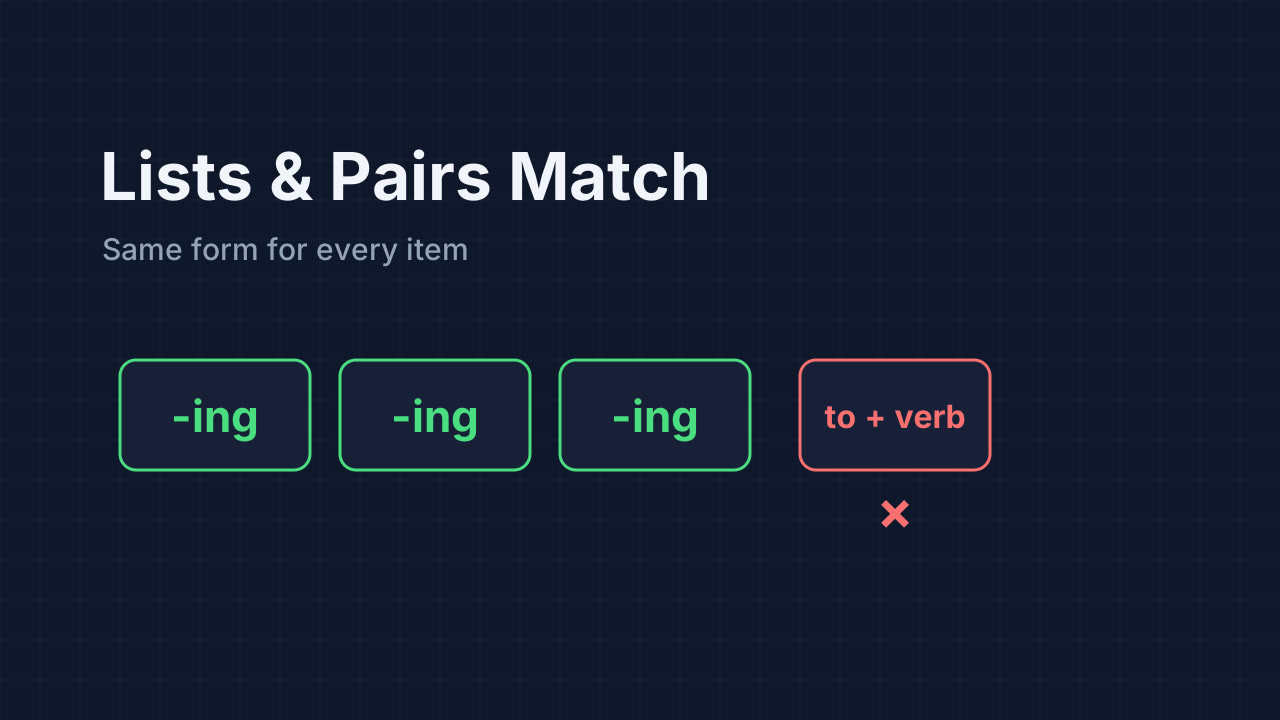 Lists & Pairs Match
Same form for every item
-ing -ing -ing to + verb
×